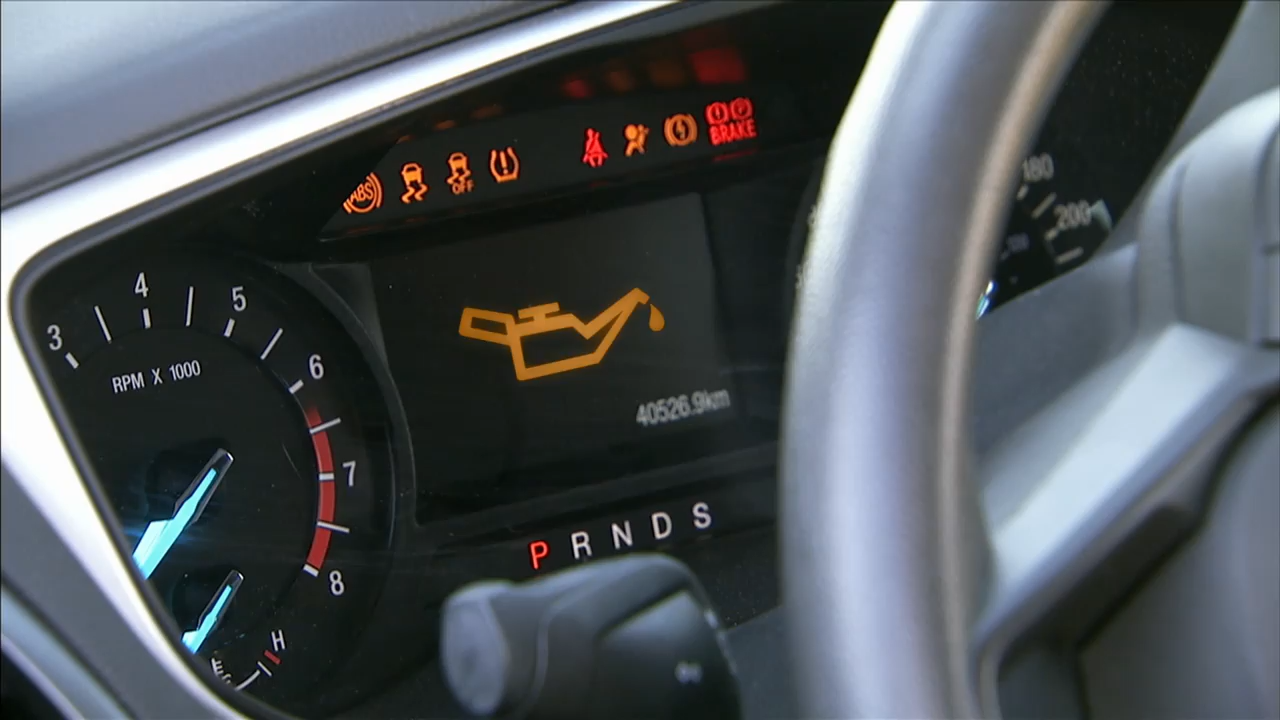 ABS
OFF
BRAKE
3 4 5 6 7 8
RPM X 1000
40526.9km
P R N D S
H
180
200